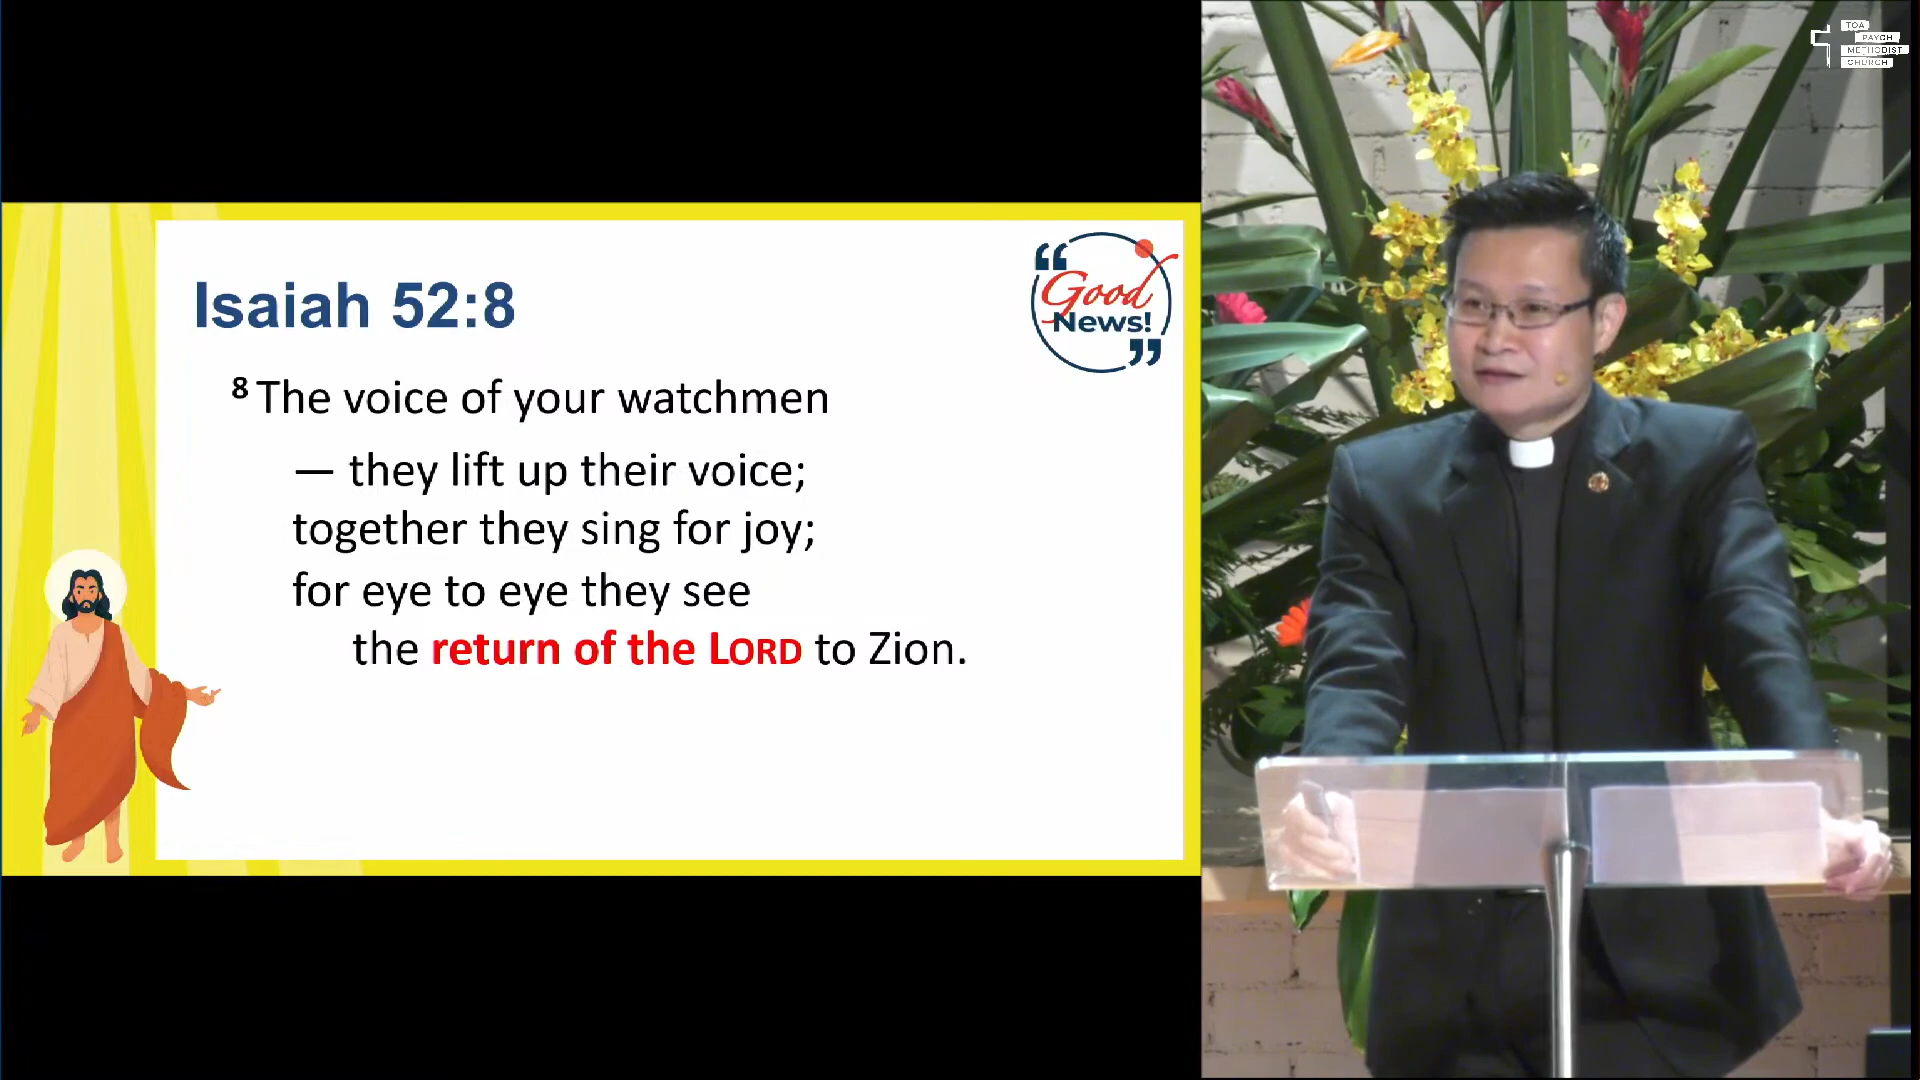 Isaiah 52:8
8 The voice of your watchmen
— they lift up their voice;
together they sing for joy;
for eye to eye they see
the return of the LORD to Zion.
“Good
News!”
TOA
PAYOH
METHODIST
CHURCH